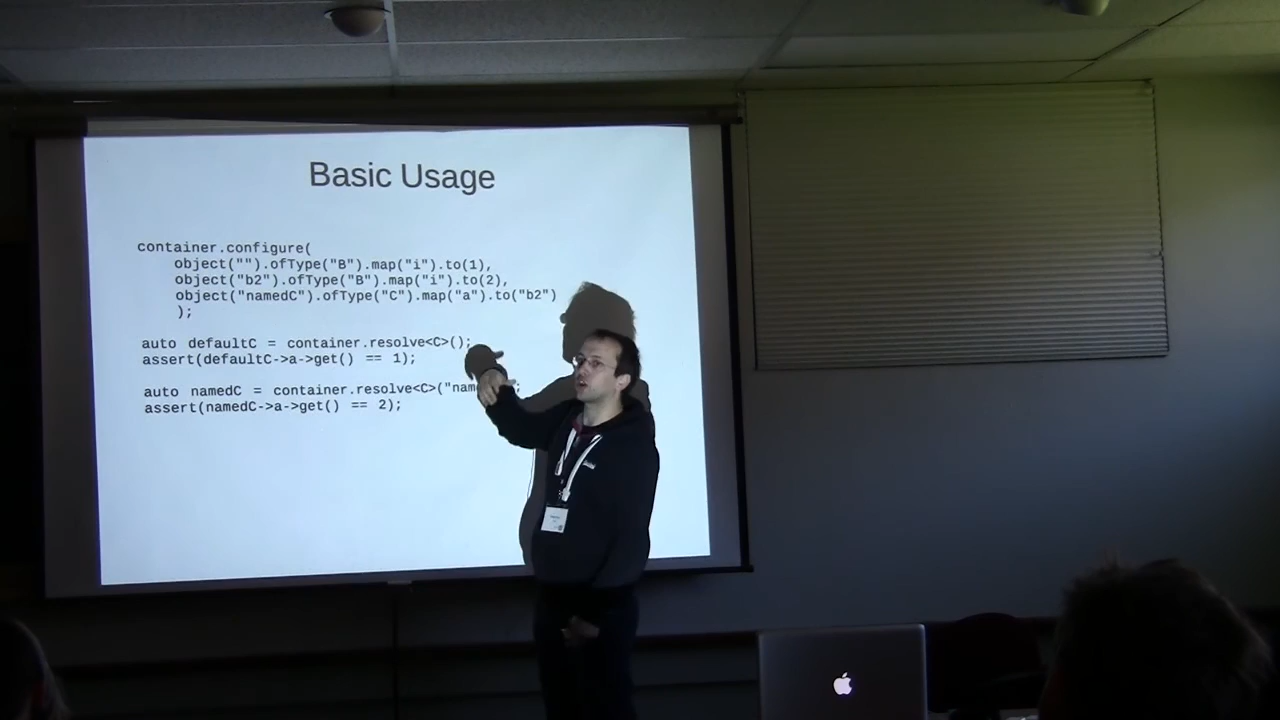 Basic Usage
container.configure(
object("").ofType("B").map("i").to(1),
object("b2").ofType("B").map("i").to(2),
object("namedC").ofType("C").map("a").to("b2")
);
auto defaultC = container.resolve<C>();
assert(defaultC->a->get() == 1);
auto namedC = container.resolve<C>("nam
assert(namedC->a->get() == 2);